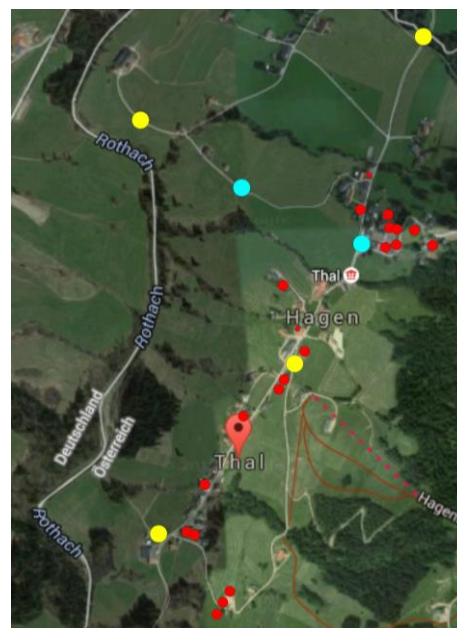 Rothach
Thal
Rothach
Hagen
Deutschland
Österreich
Thal
Hagen
Rothach